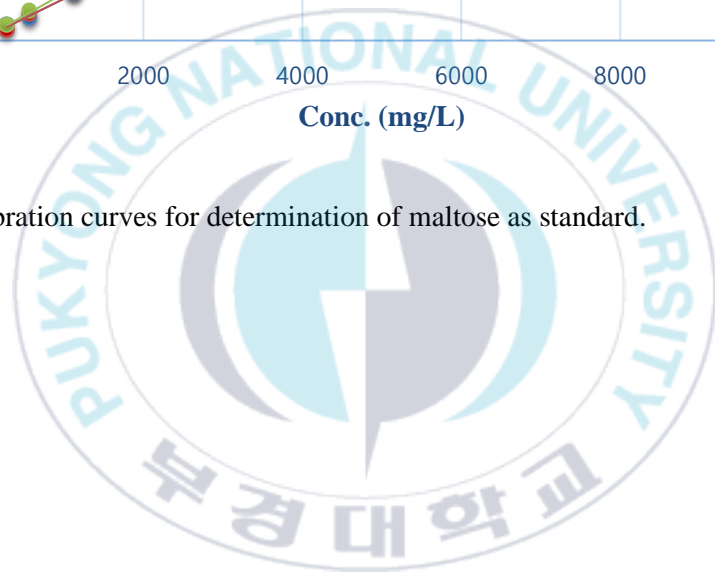 2000 4000 6000 8000
Conc. (mg/L)
bration curves for determination of maltose as standard.
PUKYONG NATIONAL UNIVERSITY
부경대학교